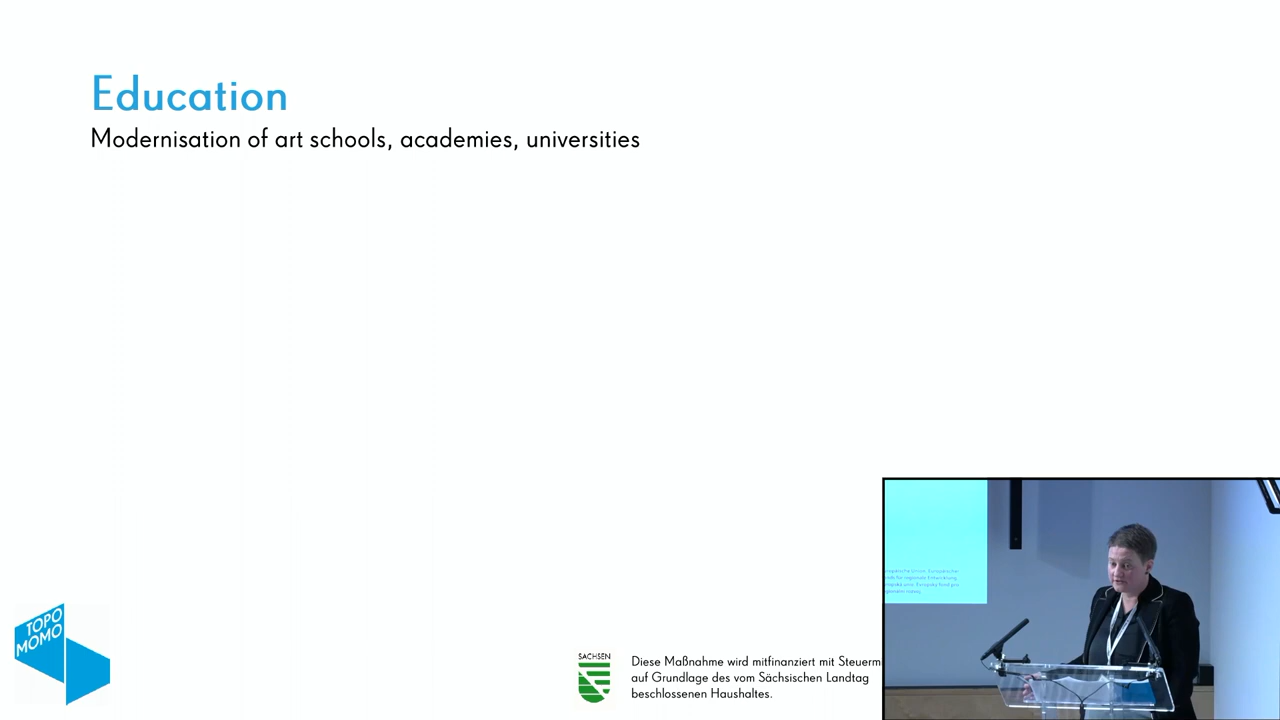 Education
Modernisation of art schools, academies, universities
TOPO
MOMO
SACHSEN
Diese Maßnahme wird mitfinanziert mit Steuerm
auf Grundlage des vom Sächsischen Landtag
beschlossenen Haushaltes.